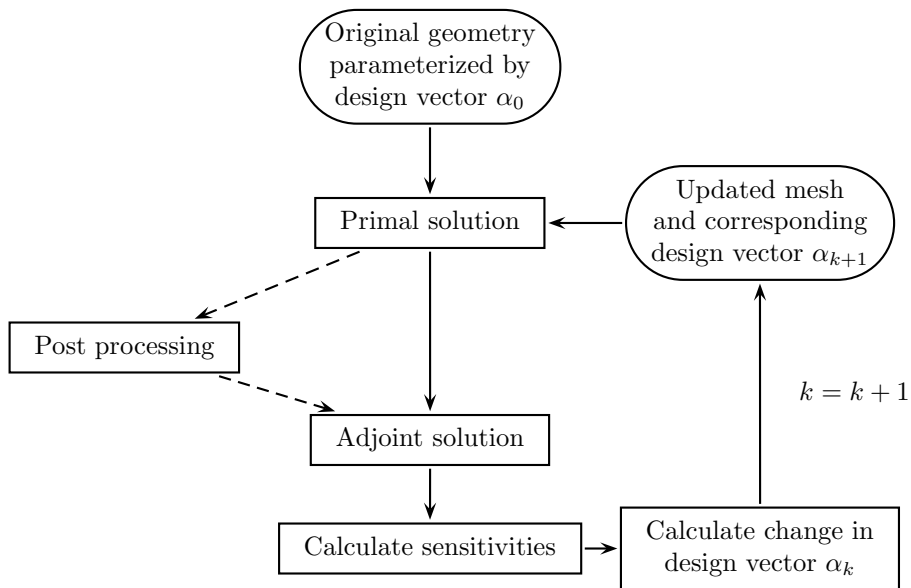 Original geometry
parameterized by
design vector α₀
Primal solution
Updated mesh
and corresponding
design vector αₖ₊₁
Post processing
k = k + 1
Adjoint solution
Calculate sensitivities
Calculate change in
design vector αₖ